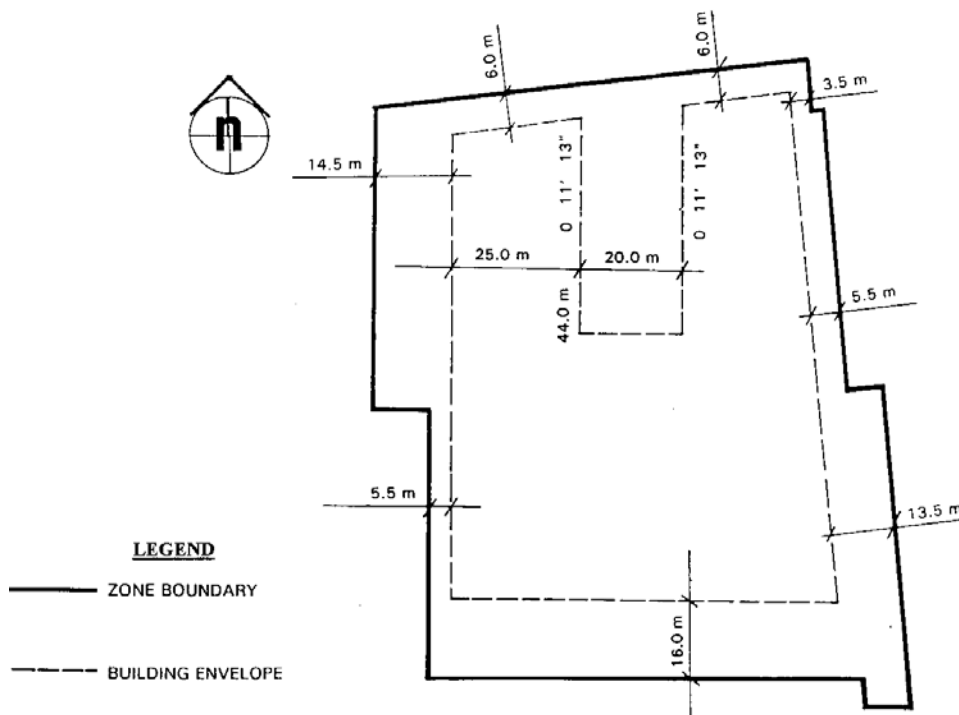 6.0 m
6.0 m
3.5 m
n
14.5 m
0 11' 13"
0 11' 13"
25.0 m
20.0 m
44.0 m
5.5 m
5.5 m
13.5 m
LEGEND
ZONE BOUNDARY
16.0 m
BUILDING ENVELOPE